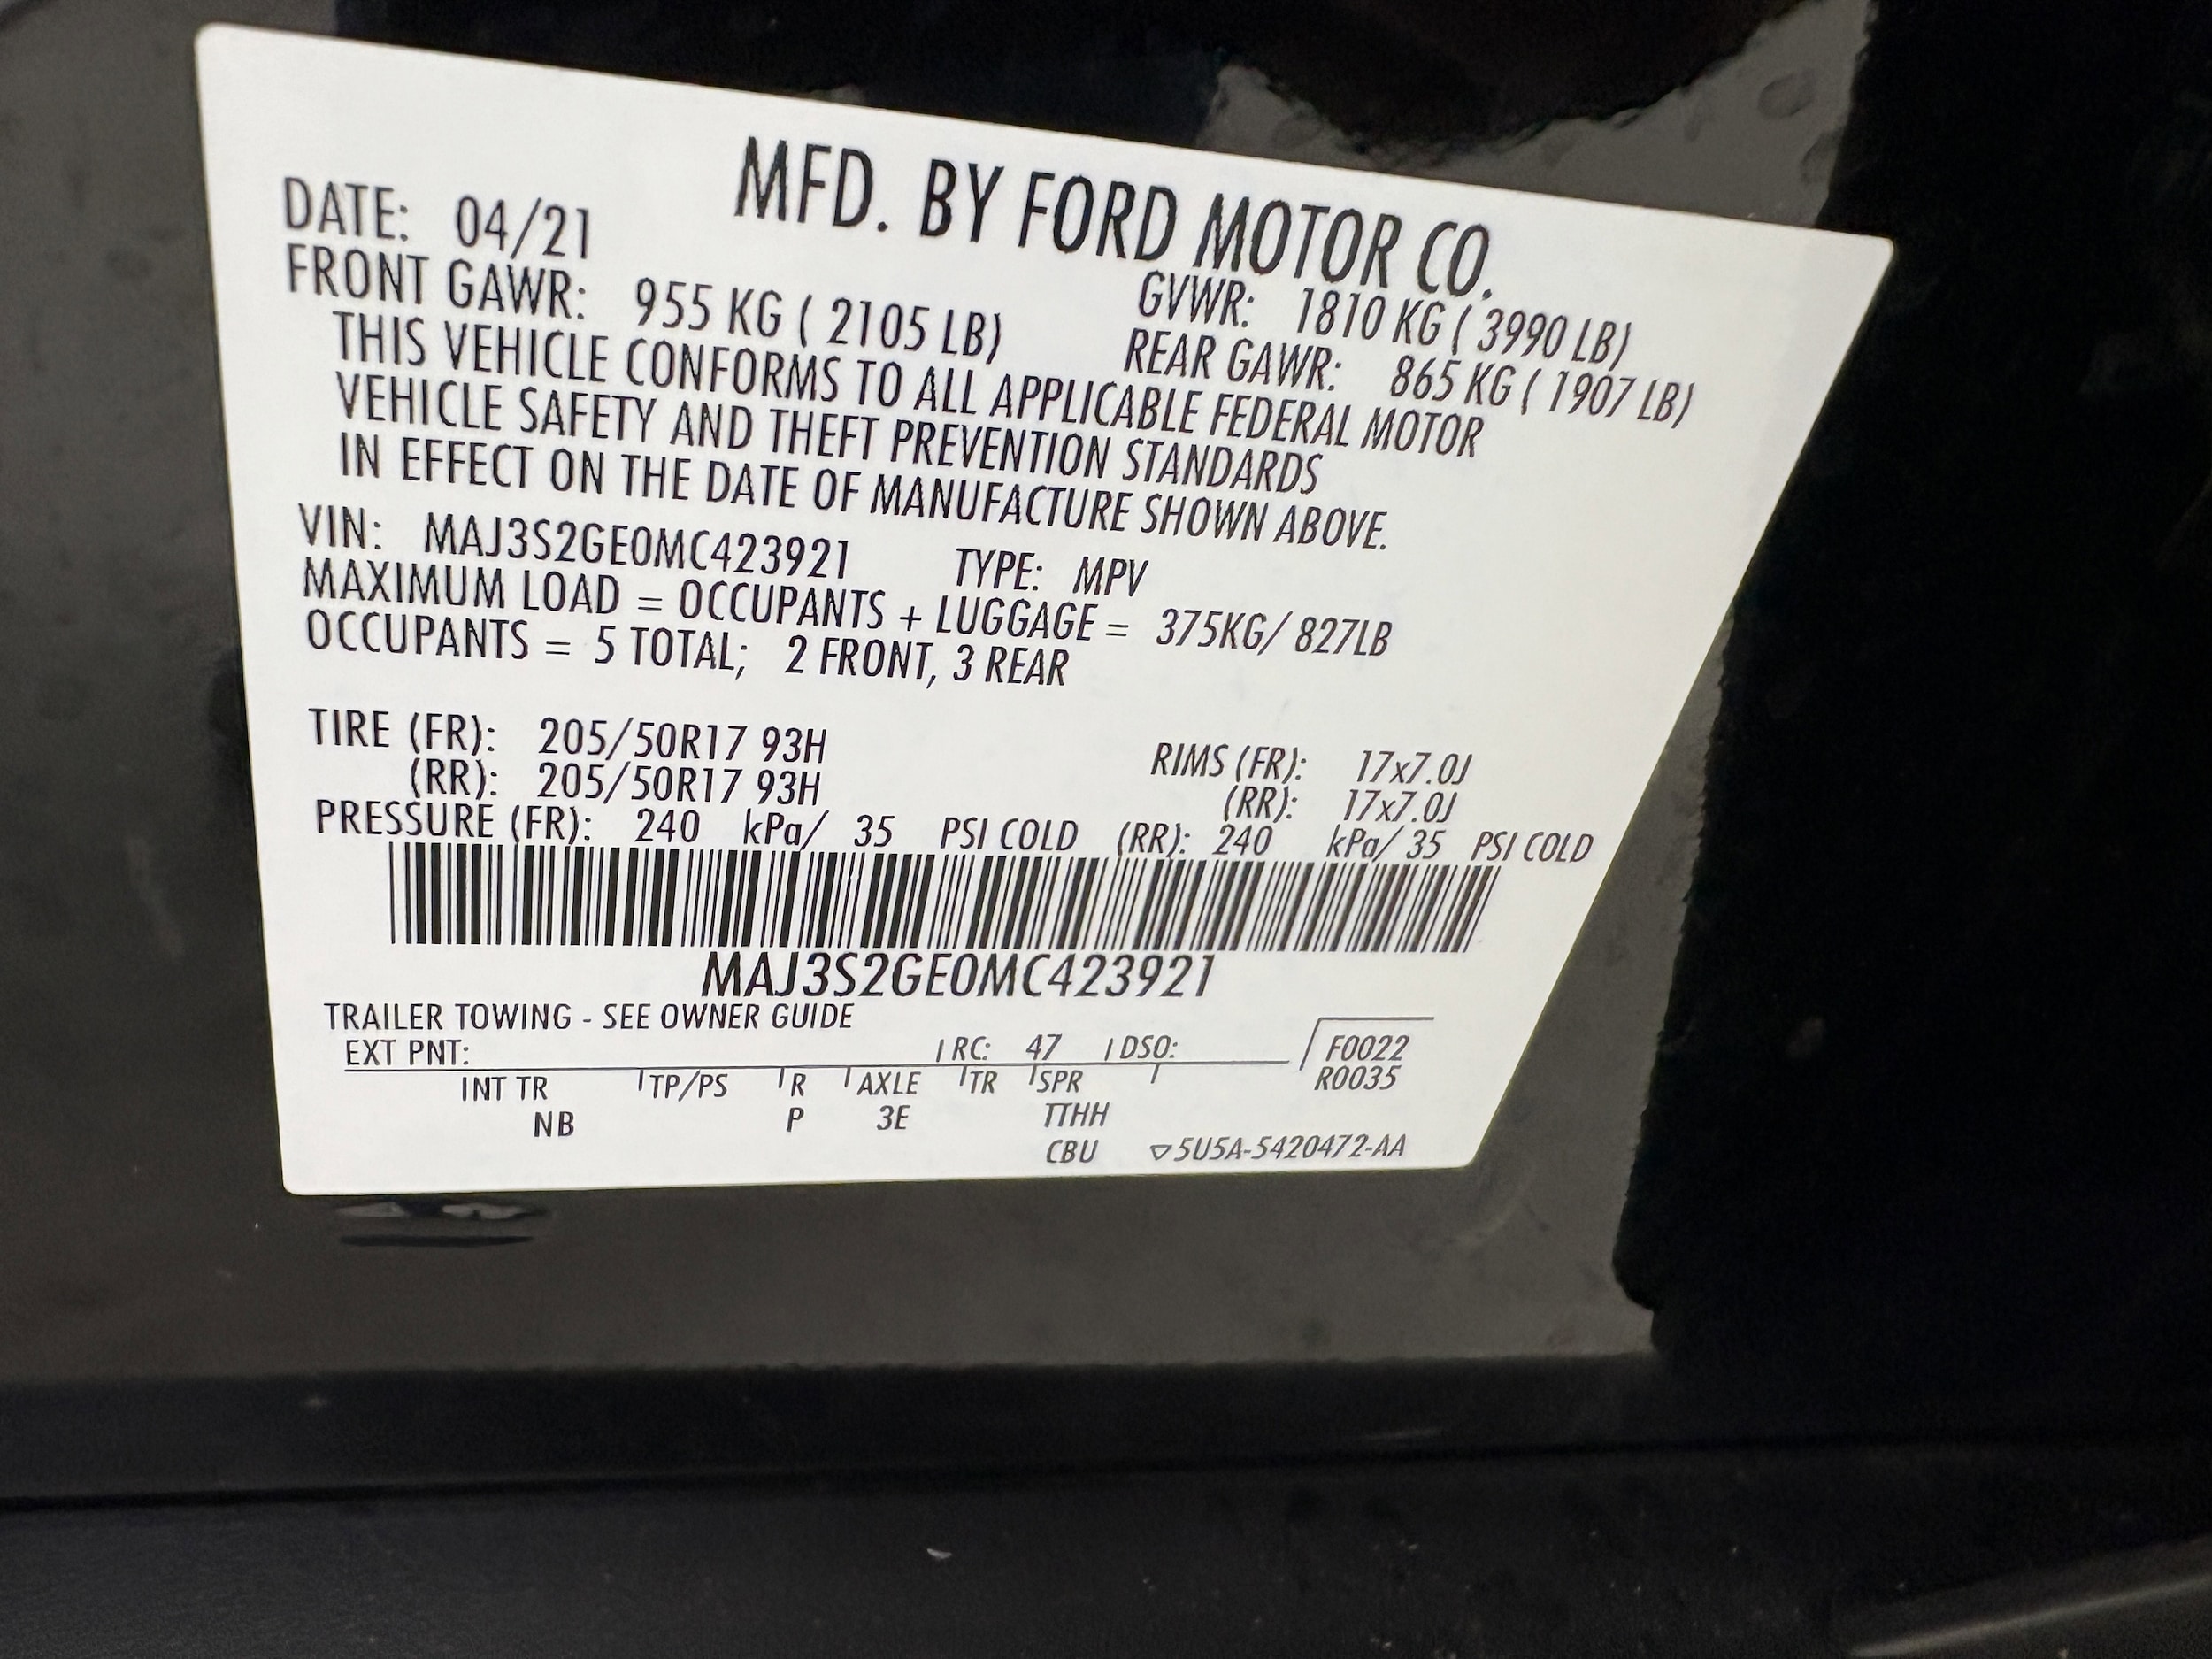 MFD. BY FORD MOTOR CO.
DATE: 04/21 GVWR: 1810 KG ( 3990 LB)
FRONT GAWR: 955 KG ( 2105 LB) REAR GAWR: 865 KG ( 1907 LB)
THIS VEHICLE CONFORMS TO ALL APPLICABLE FEDERAL MOTOR
VEHICLE SAFETY AND THEFT PREVENTION STANDARDS
IN EFFECT ON THE DATE OF MANUFACTURE SHOWN ABOVE.
VIN: MAJ3S2GE0MC423921 TYPE: MPV
MAXIMUM LOAD = OCCUPANTS + LUGGAGE = 375KG/ 827LB
OCCUPANTS = 5 TOTAL; 2 FRONT, 3 REAR
TIRE (FR): 205/50R17 93H RIMS (FR): 17x7.0J
(RR): 205/50R17 93H (RR): 17x7.0J
PRESSURE (FR): 240 kPa/ 35 PSI COLD (RR): 240 kPa/ 35 PSI COLD
MAJ3S2GE0MC423921
TRAILER TOWING - SEE OWNER GUIDE
EXT PNT: RC: 47 DSO: F0022
INT TR TP/PS R AXLE TR SPR R0035
NB P 3E TTHH
CBU ▽5U5A-5420472-AA